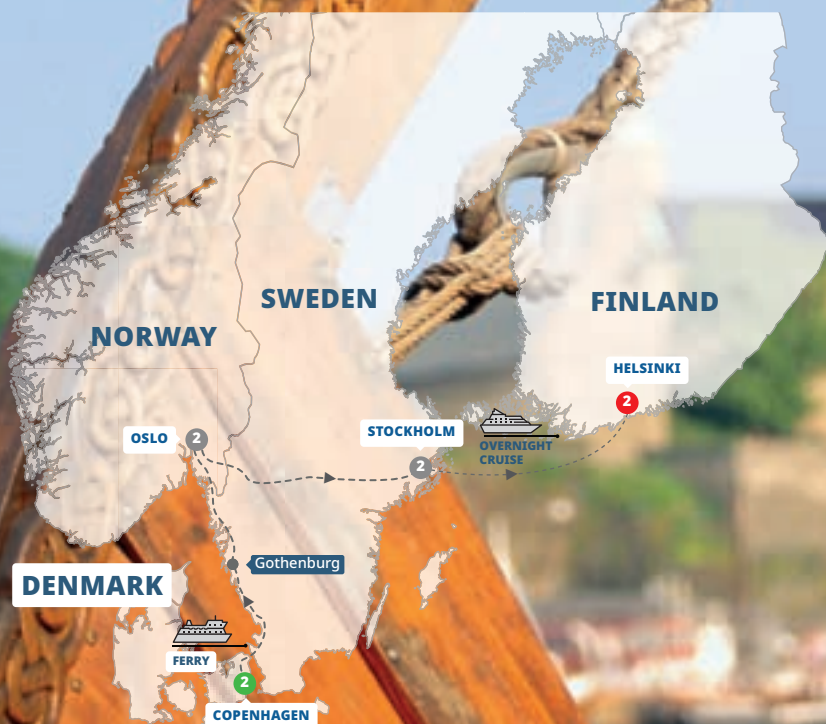 SWEDEN
FINLAND
NORWAY
HELSINKI
2
STOCKHOLM
2
OSLO
2
OVERNIGHT
CRUISE
Gothenburg
DENMARK
FERRY
2
COPENHAGEN